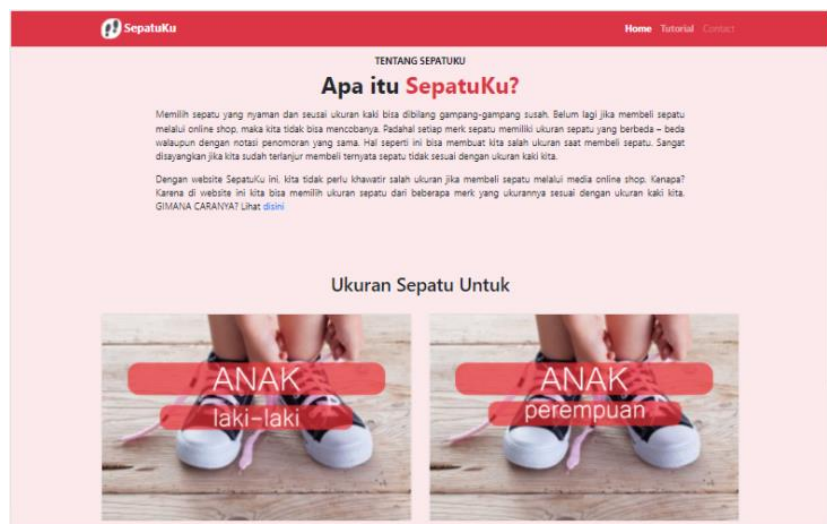 SepatuKu
Home Tutorial Contact
TENTANG SEPATUKU
Apa itu SepatuKu?
Memilih sepatu yang nyaman dan seusai ukuran kaki bisa dibilang gampang-gampang susah. Belum lagi jika membeli sepatu
melalui online shop, maka kita tidak bisa mencobanya. Padahal setiap merk sepatu memiliki ukuran sepatu yang berbeda – beda
walaupun dengan notasi penomoran yang sama. Hal seperti ini bisa membuat kita salah ukuran saat membeli sepatu. Sangat
disayangkan jika kita sudah terlanjur membeli ternyata sepatu tidak sesuai dengan ukuran kaki kita.
Dengan website SepatuKu ini, kita tidak perlu khawatir salah ukuran jika membeli sepatu melalui media online shop. Kenapa?
Karena di website ini kita bisa memilih ukuran sepatu dari beberapa merk yang ukurannya sesuai dengan ukuran kaki kita.
GIMANA CARANYA? Lihat disini
Ukuran Sepatu Untuk
ANAK
laki-laki
ANAK
perempuan